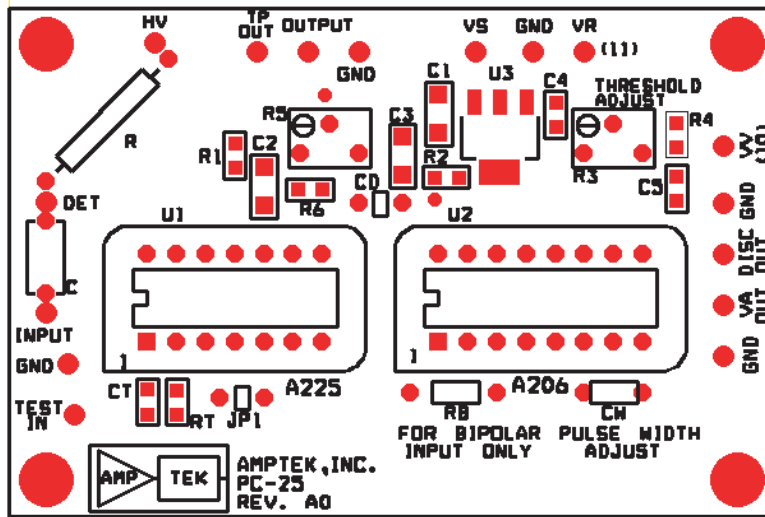 HV
TP
OUT
OUTPUT
GND
VS
GND
VR
(11)
C1
U3
C4
THRESHOLD
ADJUST
R5
C3
R4
R
R1
C2
R2
R3
VV
(10)
C5
R6
CD
DET
U1
U2
GND
DISC
OUT
C
INPUT
VA
OUT
GND
1
1
GND
CT
RT
JP1
A225
RB
A206
CW
TEST
IN
FOR BIPOLAR
INPUT ONLY
PULSE WIDTH
ADJUST
AMP
TEK
AMPTEK,INC.
PC-25
REV. A0